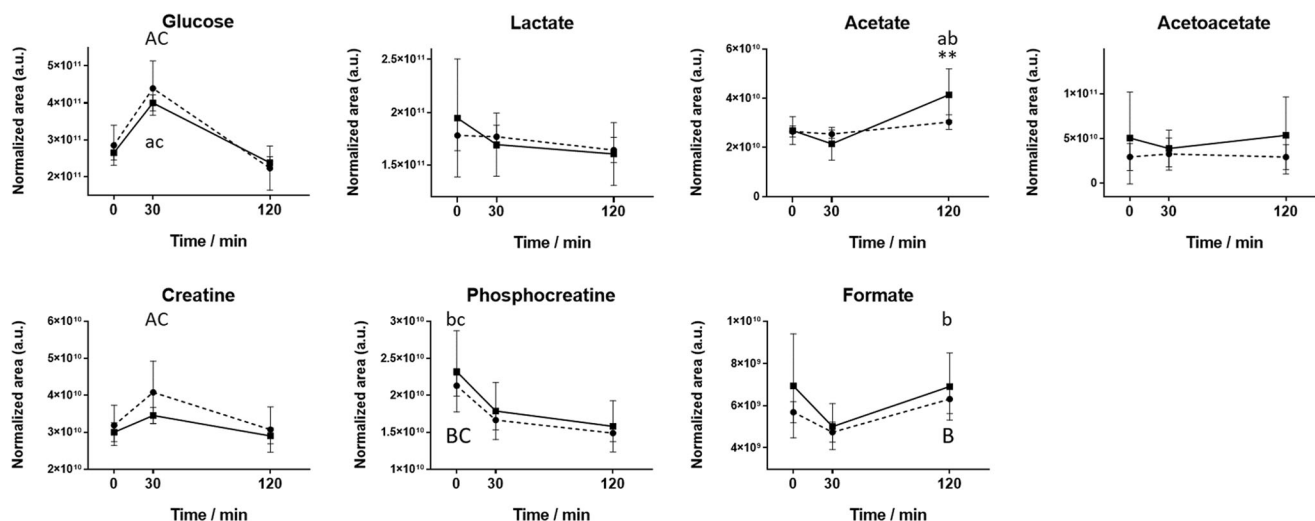 Glucose
Normalized area (a.u.)
5×10¹¹
4×10¹¹
3×10¹¹
2×10¹¹
AC
ac
0 30 120
Time / min
Lactate
Normalized area (a.u.)
2.5×10¹¹
2×10¹¹
1.5×10¹¹
0 30 120
Time / min
Acetate
Normalized area (a.u.)
6×10¹⁰
4×10¹⁰
2×10¹⁰
0
ab
**
0 30 120
Time / min
Acetoacetate
Normalized area (a.u.)
1×10¹¹
5×10¹⁰
0
0 30 120
Time / min
Creatine
Normalized area (a.u.)
6×10¹⁰
5×10¹⁰
4×10¹⁰
3×10¹⁰
2×10¹⁰
AC
0 30 120
Time / min
Phosphocreatine
Normalized area (a.u.)
3×10¹⁰
2.5×10¹⁰
2×10¹⁰
1.5×10¹⁰
1×10¹⁰
bc
BC
0 30 120
Time / min
Formate
Normalized area (a.u.)
1×10¹⁰
8×10⁹
6×10⁹
4×10⁹
b
B
0 30 120
Time / min